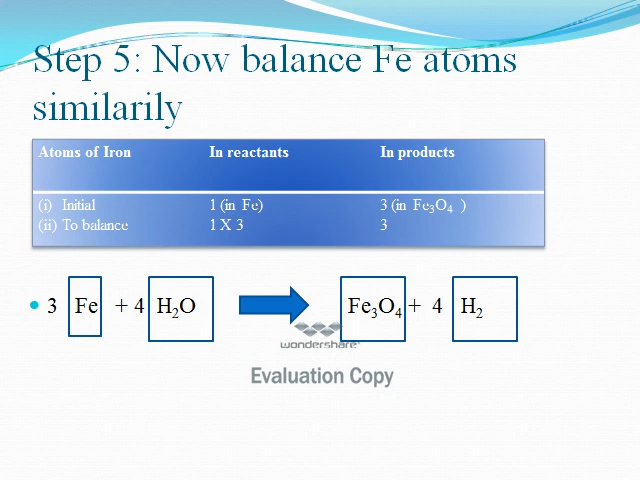 Step 5: Now balance Fe atoms
similarily
Atoms of Iron In reactants In products
(i) Initial 1 (in Fe) 3 (in Fe₃O₄ )
(ii) To balance 1 X 3 3
• 3 Fe + 4 H₂O Fe₃O₄ + 4 H₂
wondershare™
Evaluation Copy